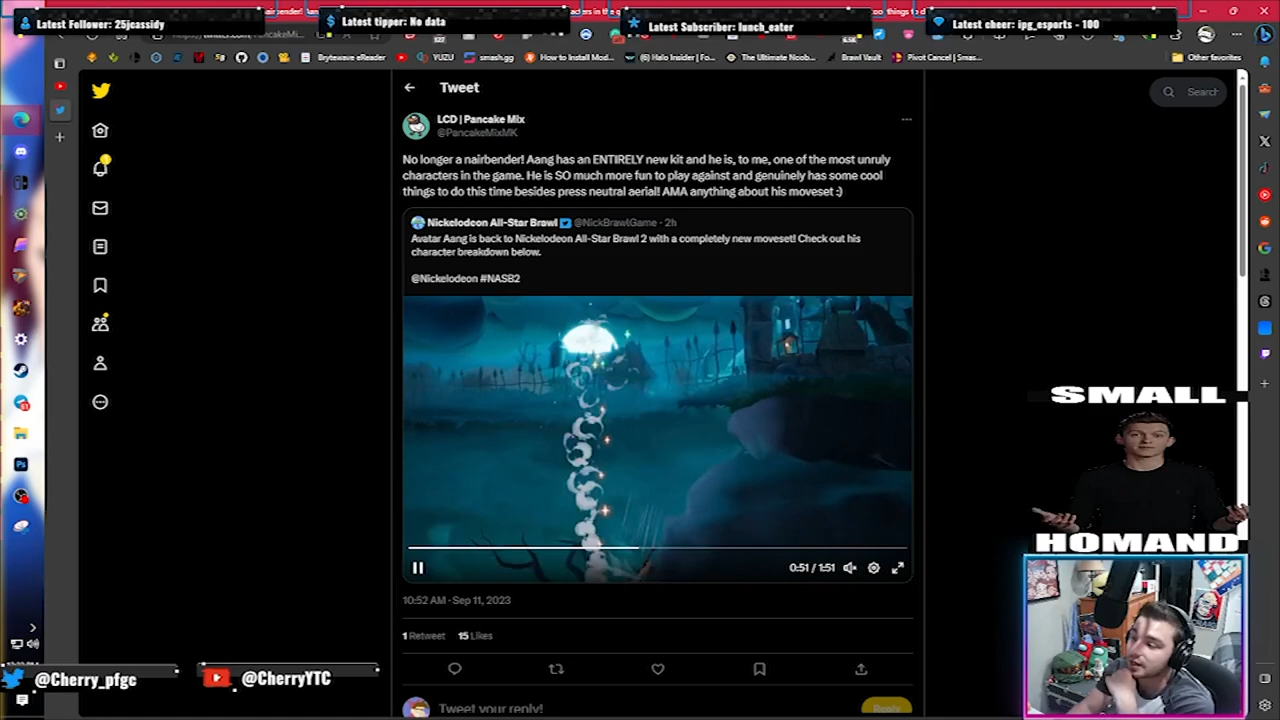 Latest Follower: 25jcassidy
Latest tipper: No data
Latest Subscriber: lunch_eater
Latest cheer: ipg_esports - 100
Brytewave eReader
YUZU
smash.gg
How to Install Mod...
(6) Halo Insider | Fo...
The Ultimate Noob...
Brawl Vault
Pivot Cancel | Smas...
Other favorites
Tweet
Search
LCD | Pancake Mix
@PancakeMixMK
No longer a nairbender! Aang has an ENTIRELY new kit and he is, to me, one of the most unruly
characters in the game. He is SO much more fun to play against and genuinely has some cool
things to do this time besides press neutral aerial! AMA anything about his moveset :)
Nickelodeon All-Star Brawl @NickBrawlGame · 2h
Avatar Aang is back to Nickelodeon All-Star Brawl 2 with a completely new moveset! Check out his
character breakdown below.
@Nickelodeon #NASB2
0:51 / 1:51
10:52 AM · Sep 11, 2023
1 Retweet 15 Likes
Tweet your reply!
Reply
SMALL
HOMAND
@Cherry_pfgc
@CherryYTC